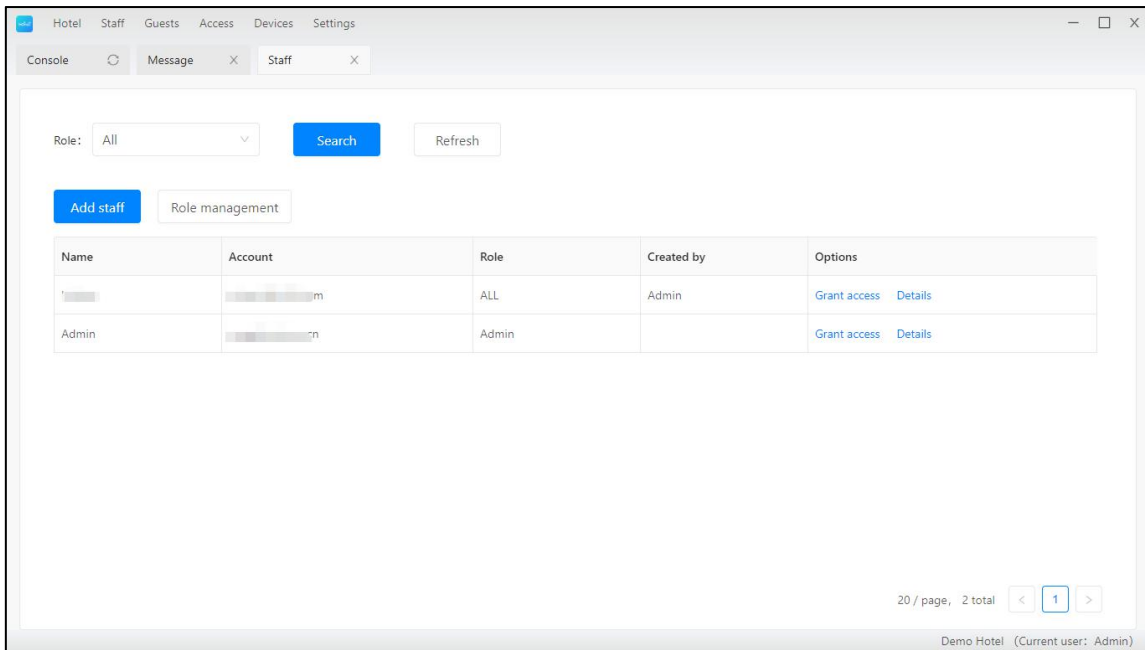 Hotel Staff Guests Access Devices Settings
Console Message Staff
Role: All Search Refresh
Add staff Role management
Name Account Role Created by Options
m ALL Admin Grant access Details
Admin cn Admin Grant access Details
20 / page, 2 total < 1 >
Demo Hotel (Current user: Admin)